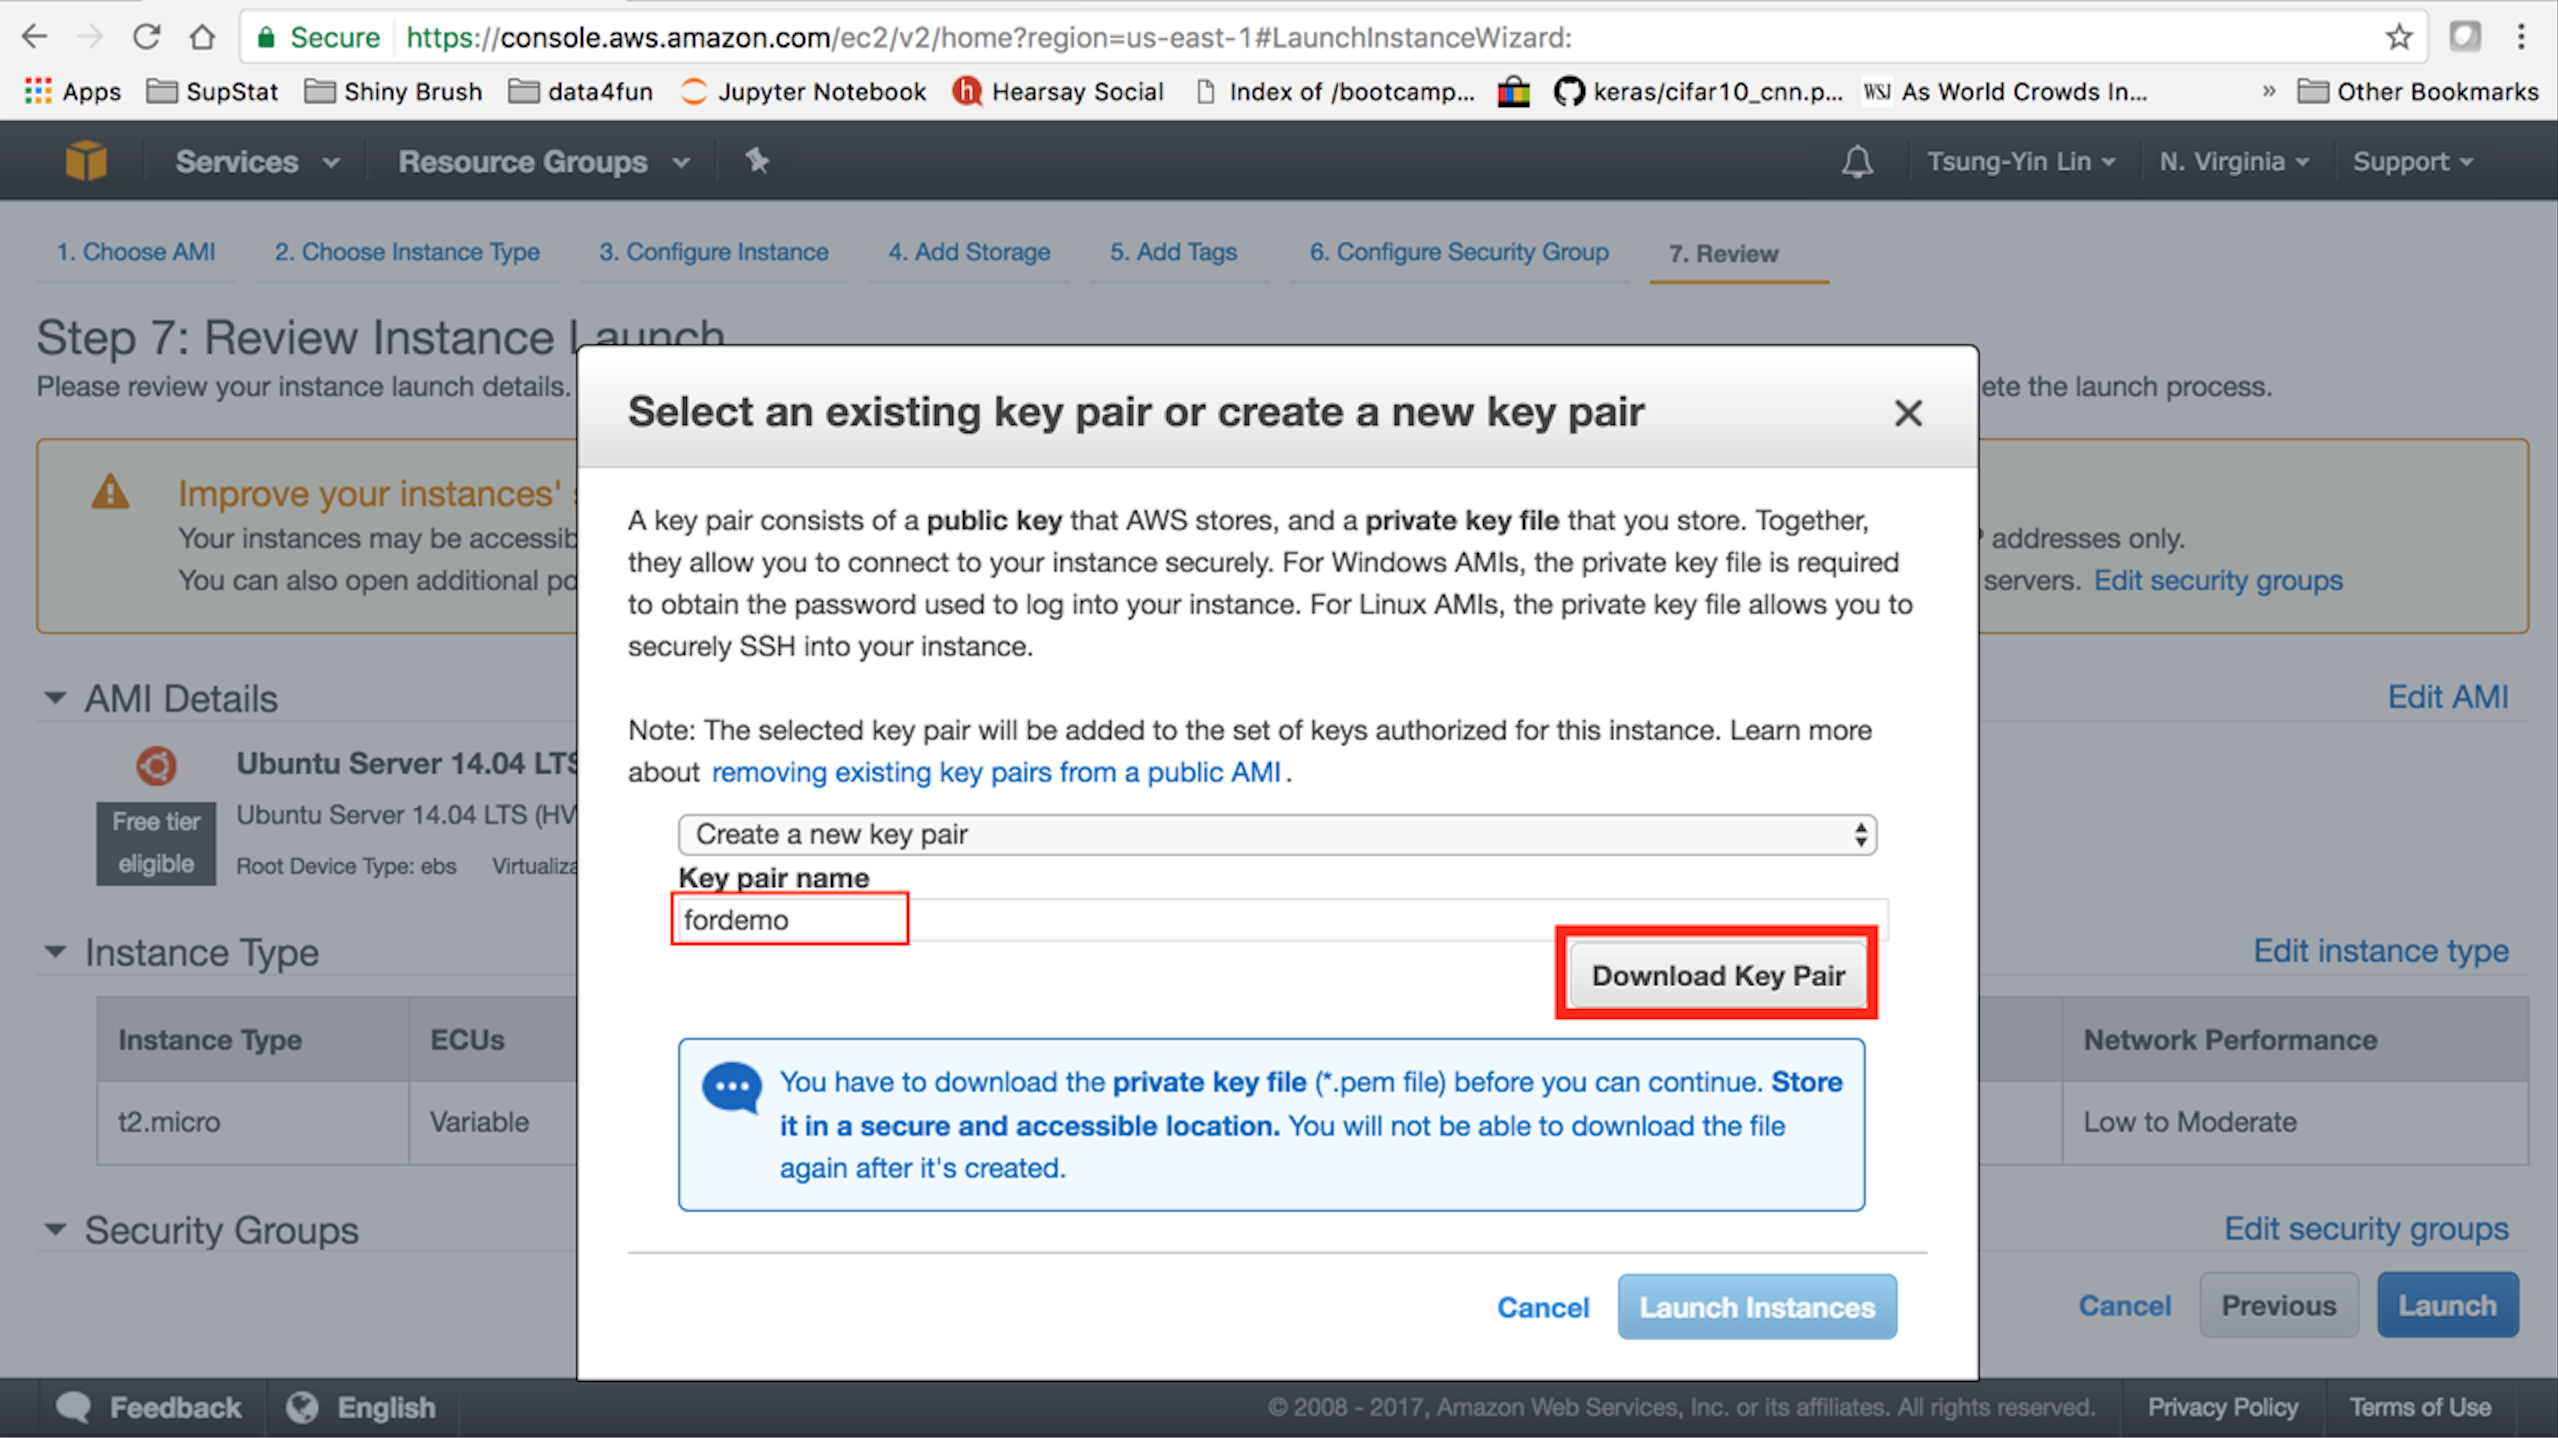 Secure https://console.aws.amazon.com/ec2/v2/home?region=us-east-1#LaunchInstanceWizard:
Apps SupStat Shiny Brush data4fun Jupyter Notebook Hearsay Social Index of /bootcamp... keras/cifar10_cnn.p... WSJ As World Crowds In... » Other Bookmarks
Services Resource Groups Tsung-Yin Lin N. Virginia Support
1. Choose AMI 2. Choose Instance Type 3. Configure Instance 4. Add Storage 5. Add Tags 6. Configure Security Group 7. Review
Step 7: Review Instance Launch
Please review your instance launch details. ete the launch process.
Improve your instances'
Your instances may be accessib addresses only.
You can also open additional po servers. Edit security groups
AMI Details Edit AMI
Ubuntu Server 14.04 LTS
Free tier
eligible
Ubuntu Server 14.04 LTS (HV
Root Device Type: ebs Virtualiza
Instance Type Edit instance type
Instance Type ECUs Network Performance
t2.micro Variable Low to Moderate
Security Groups Edit security groups
Cancel Previous Launch
Select an existing key pair or create a new key pair
A key pair consists of a public key that AWS stores, and a private key file that you store. Together,
they allow you to connect to your instance securely. For Windows AMIs, the private key file is required
to obtain the password used to log into your instance. For Linux AMIs, the private key file allows you to
securely SSH into your instance.
Note: The selected key pair will be added to the set of keys authorized for this instance. Learn more
about removing existing key pairs from a public AMI.
Create a new key pair
Key pair name
fordemo
Download Key Pair
You have to download the private key file (*.pem file) before you can continue. Store
it in a secure and accessible location. You will not be able to download the file
again after it's created.
Cancel Launch Instances
Feedback English © 2008 - 2017, Amazon Web Services, Inc. or its affiliates. All rights reserved. Privacy Policy Terms of Use